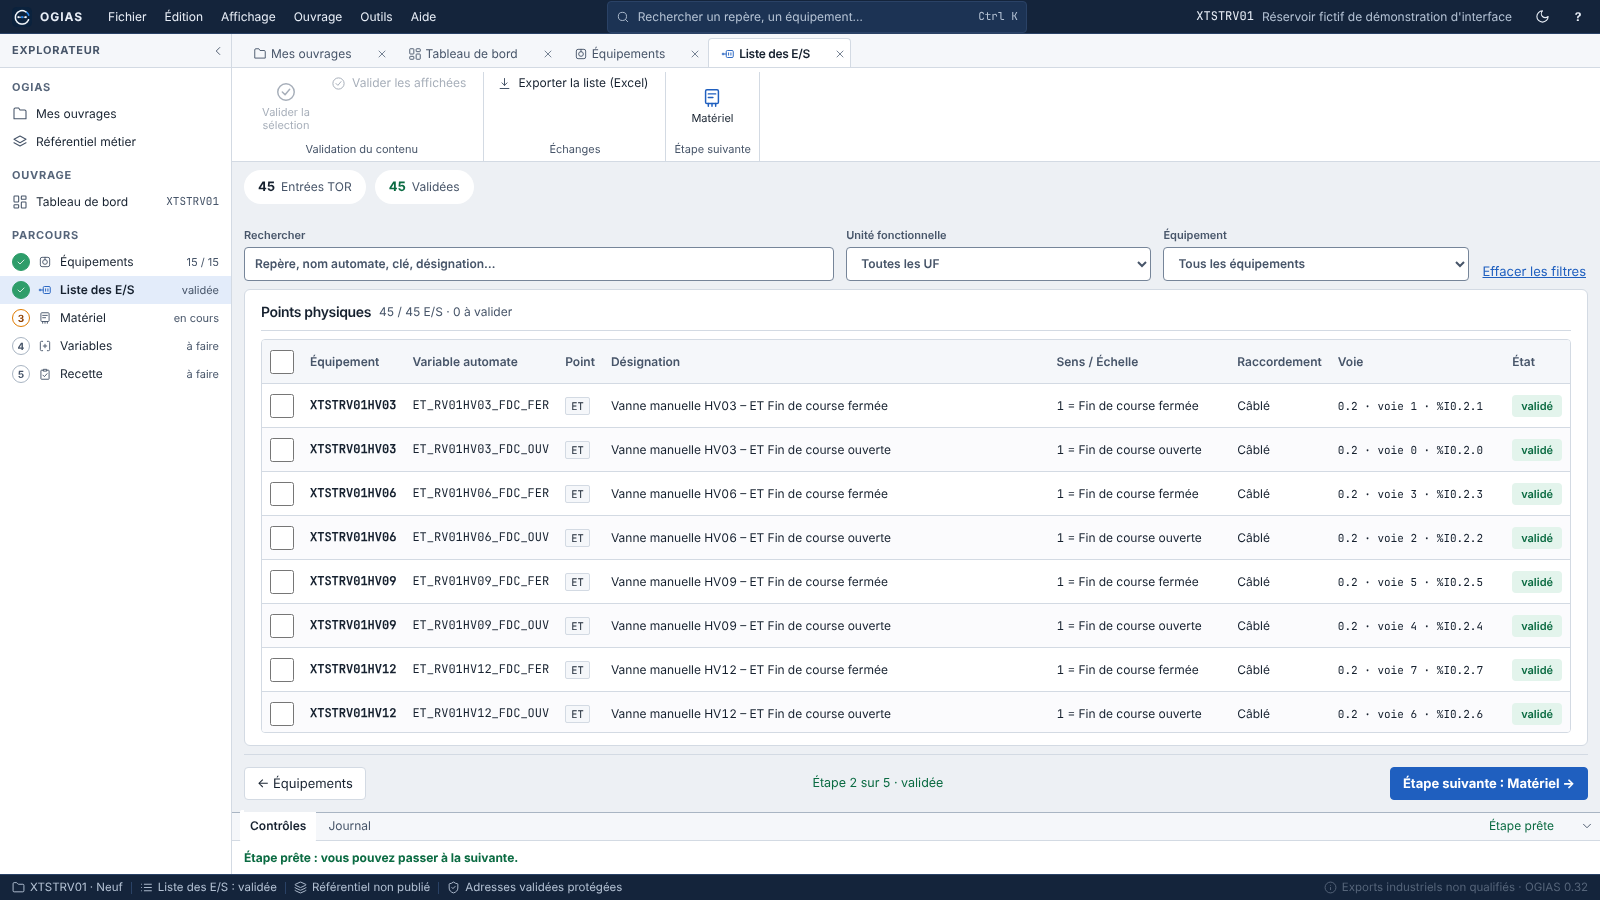 OGIAS Fichier Édition Affichage Ouvrage Outils Aide
Rechercher un repère, un équipement... Ctrl K
XTSTRV01 Réservoir fictif de démonstration d'interface ?
EXPLORATEUR
Mes ouvrages
Tableau de bord
Équipements
Liste des E/S
OGIAS
Mes ouvrages
Référentiel métier
OUVRAGE
Tableau de bord XTSTRV01
PARCOURS
Équipements 15 / 15
Liste des E/S validée
3 Matériel en cours
4 Variables à faire
5 Recette à faire
Valider la sélection
Valider les affichées
Validation du contenu
Exporter la liste (Excel)
Échanges
Matériel
Étape suivante
45 Entrées TOR
45 Validées
Rechercher
Repère, nom automate, clé, désignation...
Unité fonctionnelle
Toutes les UF
Équipement
Tous les équipements
Effacer les filtres
Points physiques 45 / 45 E/S · 0 à valider
Équipement Variable automate Point Désignation Sens / Échelle Raccordement Voie État
XTSTRV01HV03 ET_RV01HV03_FDC_FER ET Vanne manuelle HV03 – ET Fin de course fermée 1 = Fin de course fermée Câblé 0.2 · voie 1 · %I0.2.1 validé
XTSTRV01HV03 ET_RV01HV03_FDC_OUV ET Vanne manuelle HV03 – ET Fin de course ouverte 1 = Fin de course ouverte Câblé 0.2 · voie 0 · %I0.2.0 validé
XTSTRV01HV06 ET_RV01HV06_FDC_FER ET Vanne manuelle HV06 – ET Fin de course fermée 1 = Fin de course fermée Câblé 0.2 · voie 3 · %I0.2.3 validé
XTSTRV01HV06 ET_RV01HV06_FDC_OUV ET Vanne manuelle HV06 – ET Fin de course ouverte 1 = Fin de course ouverte Câblé 0.2 · voie 2 · %I0.2.2 validé
XTSTRV01HV09 ET_RV01HV09_FDC_FER ET Vanne manuelle HV09 – ET Fin de course fermée 1 = Fin de course fermée Câblé 0.2 · voie 5 · %I0.2.5 validé
XTSTRV01HV09 ET_RV01HV09_FDC_OUV ET Vanne manuelle HV09 – ET Fin de course ouverte 1 = Fin de course ouverte Câblé 0.2 · voie 4 · %I0.2.4 validé
XTSTRV01HV12 ET_RV01HV12_FDC_FER ET Vanne manuelle HV12 – ET Fin de course fermée 1 = Fin de course fermée Câblé 0.2 · voie 7 · %I0.2.7 validé
XTSTRV01HV12 ET_RV01HV12_FDC_OUV ET Vanne manuelle HV12 – ET Fin de course ouverte 1 = Fin de course ouverte Câblé 0.2 · voie 6 · %I0.2.6 validé
← Équipements
Étape 2 sur 5 · validée
Étape suivante : Matériel →
Contrôles Journal Étape prête
Étape prête : vous pouvez passer à la suivante.
XTSTRV01 · Neuf Liste des E/S : validée Référentiel non publié Adresses validées protégées Exports industriels non qualifiés · OGIAS 0.32